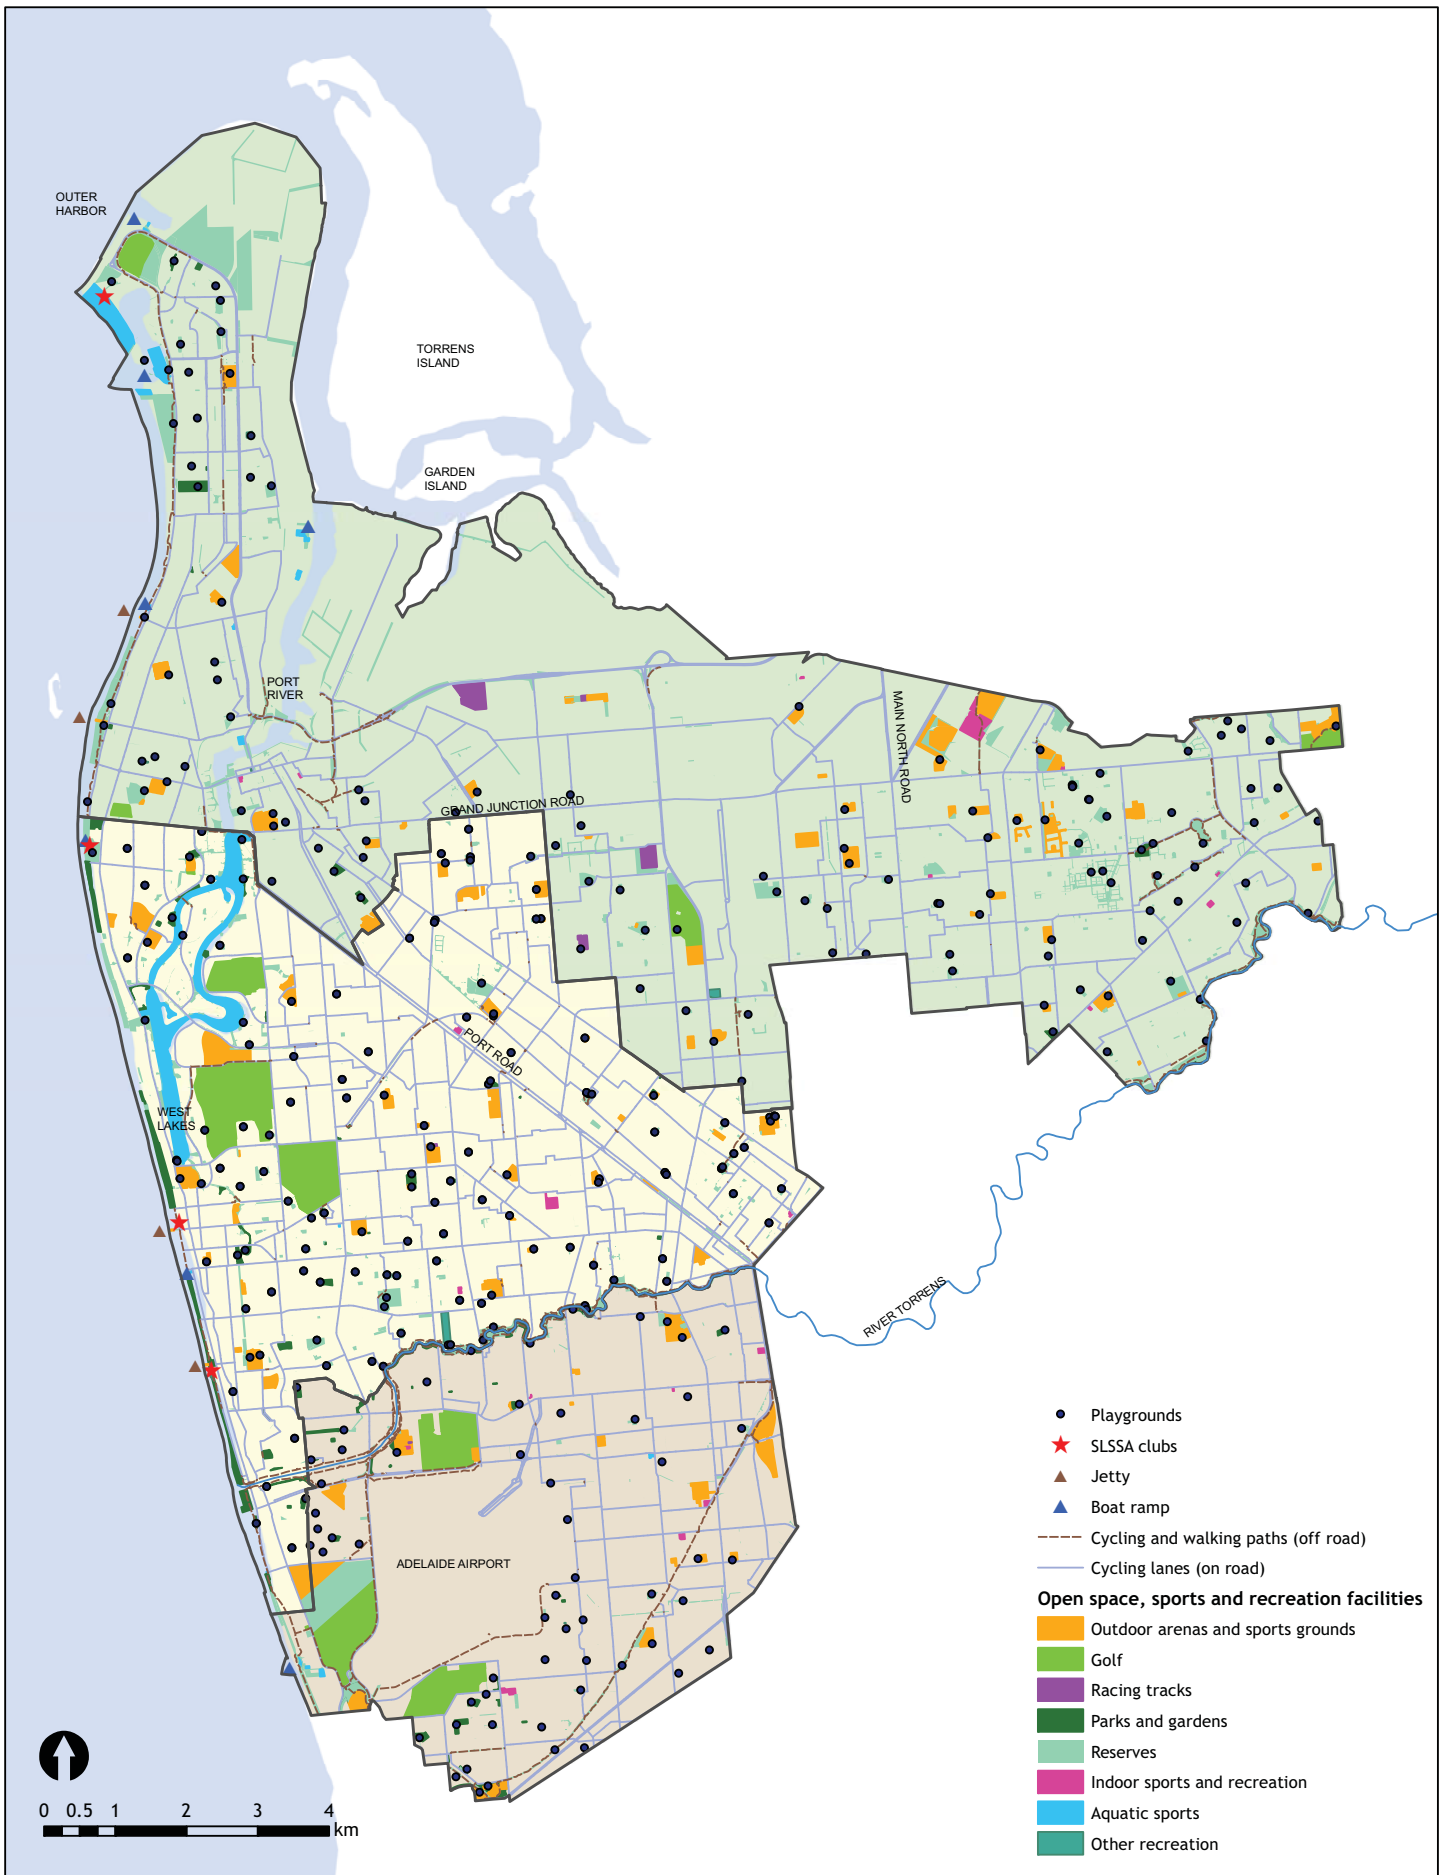 OUTER
HARBOR
TORRENS
ISLAND
GARDEN
ISLAND
PORT
RIVER
MAIN NORTH ROAD
GRAND JUNCTION ROAD
PORT ROAD
WEST
LAKES
RIVER TORRENS
ADELAIDE AIRPORT
Playgrounds
SLSSA clubs
Jetty
Boat ramp
Cycling and walking paths (off road)
Cycling lanes (on road)
Open space, sports and recreation facilities
Outdoor arenas and sports grounds
Golf
Racing tracks
Parks and gardens
Reserves
Indoor sports and recreation
Aquatic sports
Other recreation
0 0.5 1 2 3 4
km